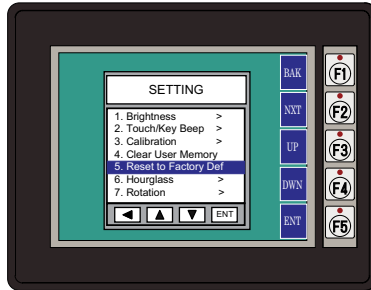 SETTING
1. Brightness >
2. Touch/Key Beep >
3. Calibration >
4. Clear User Memory
5. Reset to Factory Def
6. Hourglass >
7. Rotation >
ENT
BAK
NXT
UP
DWN
ENT
F1
F2
F3
F4
F5